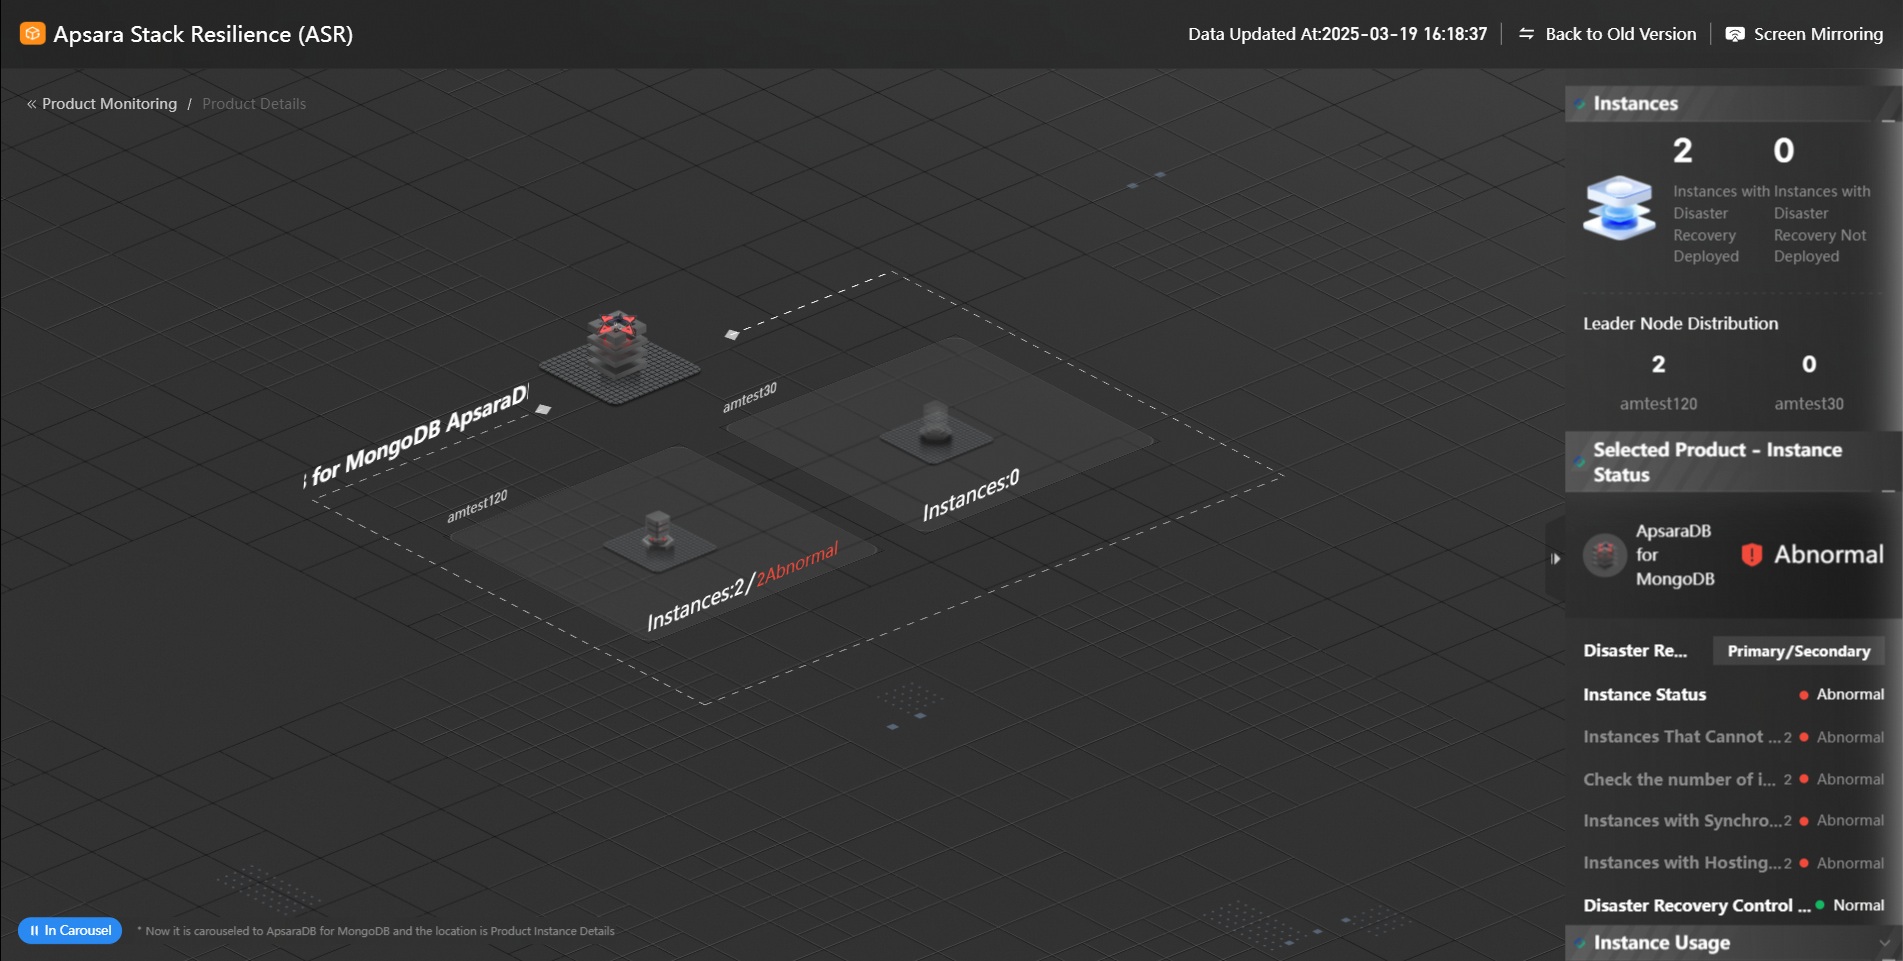 Apsara Stack Resilience (ASR)
Data Updated At:2025-03-19 16:18:37
Back to Old Version
Screen Mirroring
« Product Monitoring / Product Details
for MongoDB ApsaraD
amtest30
Instances:0
amtest120
Instances:2/2Abnormal
Instances
2
Instances with
Disaster
Recovery
Deployed
0
Instances with
Disaster
Recovery Not
Deployed
Leader Node Distribution
2
amtest120
0
amtest30
Selected Product - Instance
Status
ApsaraDB
for
MongoDB
Abnormal
Disaster Re... Primary/Secondary
Instance Status Abnormal
Instances That Cannot ... 2 Abnormal
Check the number of i... 2 Abnormal
Instances with Synchro... 2 Abnormal
Instances with Hosting... 2 Abnormal
Disaster Recovery Control ... Normal
Instance Usage
In Carousel
* Now it is carouseled to ApsaraDB for MongoDB and the location is Product Instance Details